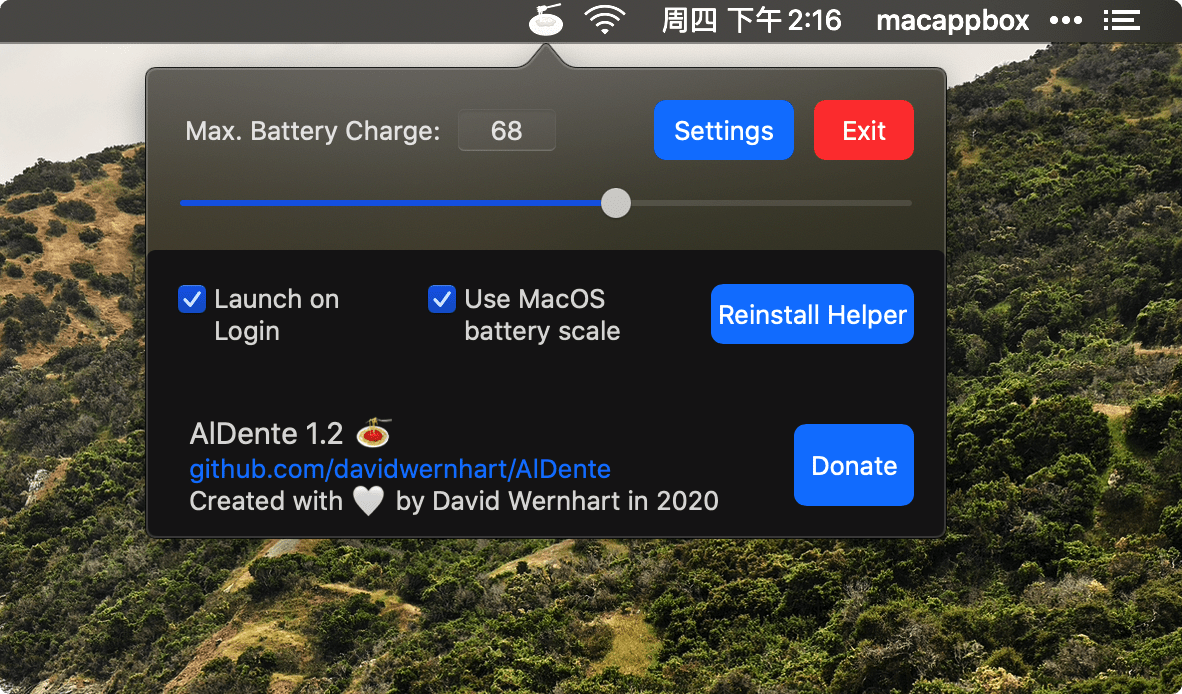 周四 下午2:16 macappbox
Max. Battery Charge: 68 Settings Exit
Launch on Login
Use MacOS battery scale
Reinstall Helper
AlDente 1.2
github.com/davidwernhart/AlDente
Created with 🤍 by David Wernhart in 2020
Donate